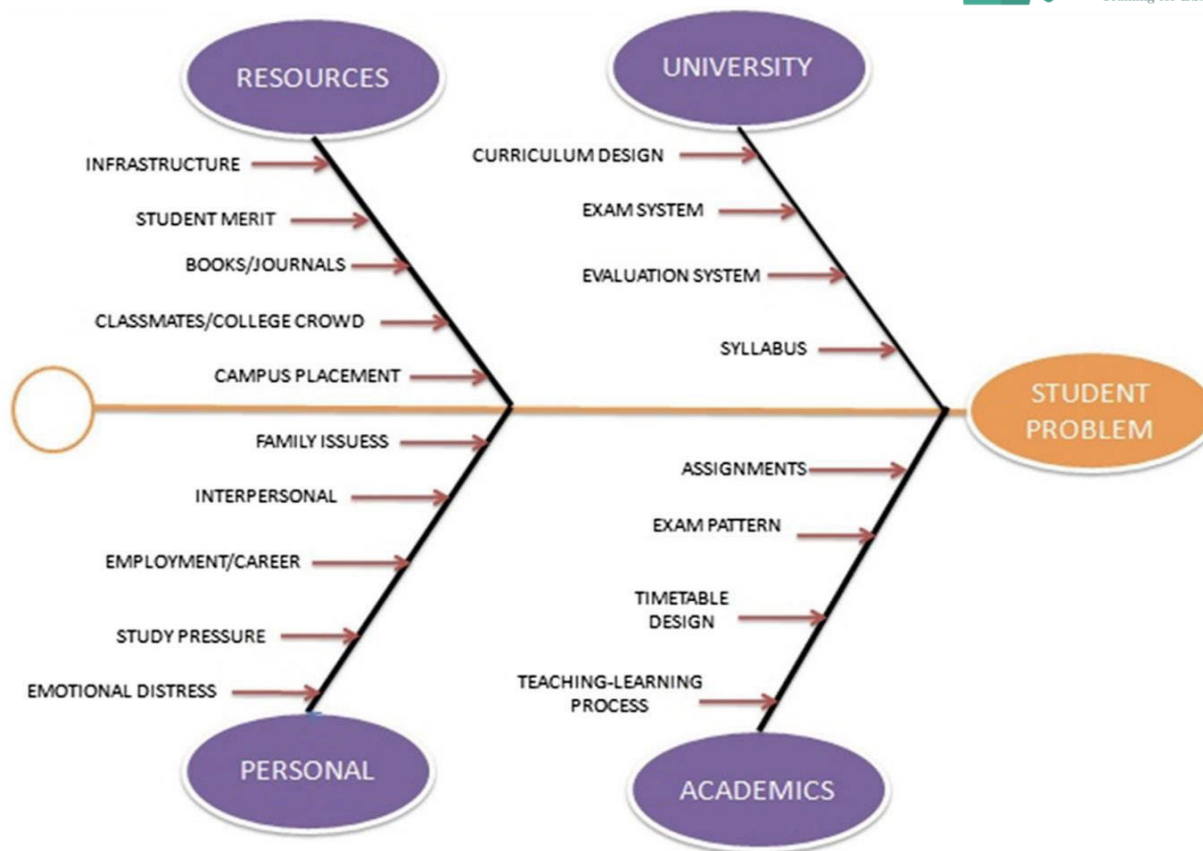 RESOURCES
UNIVERSITY
INFRASTRUCTURE
STUDENT MERIT
BOOKS/JOURNALS
CLASSMATES/COLLEGE CROWD
CAMPUS PLACEMENT
CURRICULUM DESIGN
EXAM SYSTEM
EVALUATION SYSTEM
SYLLABUS
STUDENT
PROBLEM
FAMILY ISSUESS
INTERPERSONAL
EMPLOYMENT/CAREER
STUDY PRESSURE
EMOTIONAL DISTRESS
ASSIGNMENTS
EXAM PATTERN
TIMETABLE
DESIGN
TEACHING-LEARNING
PROCESS
PERSONAL
ACADEMICS